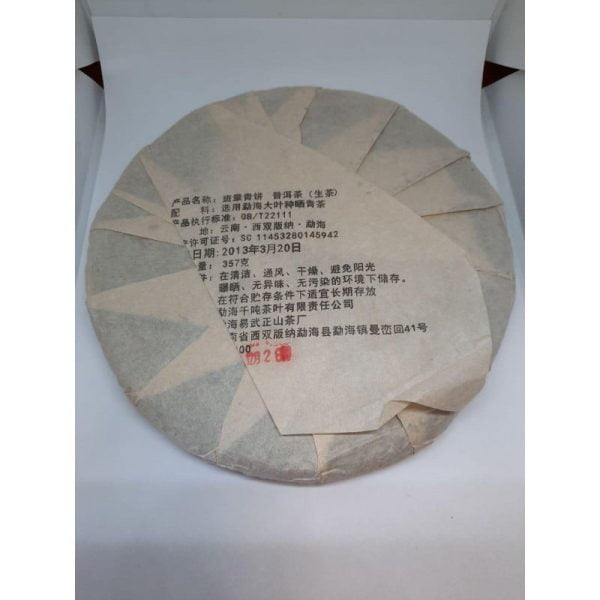 产品名称：班章青饼 普洱茶（生茶）
配 料：选用勐海大叶种晒青茶
产品执行标准：GB/T22111
地：云南·西双版纳·勐海
许可证号：SC 11453280145942
日期：2013年3月20日
量：357克
件：在清洁、通风、干燥、避免阳光
曝晒、无异味、无污染的环境下储存。
在符合贮存条件下适宜长期存放
勐海千吨茶叶有限责任公司
海易武正山茶厂
南省西双版纳勐海县勐海镇曼峦回41号
00